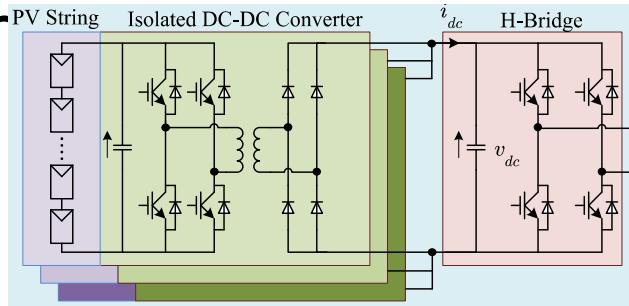 PV String
Isolated DC-DC Converter
i_dc
H-Bridge
v_dc